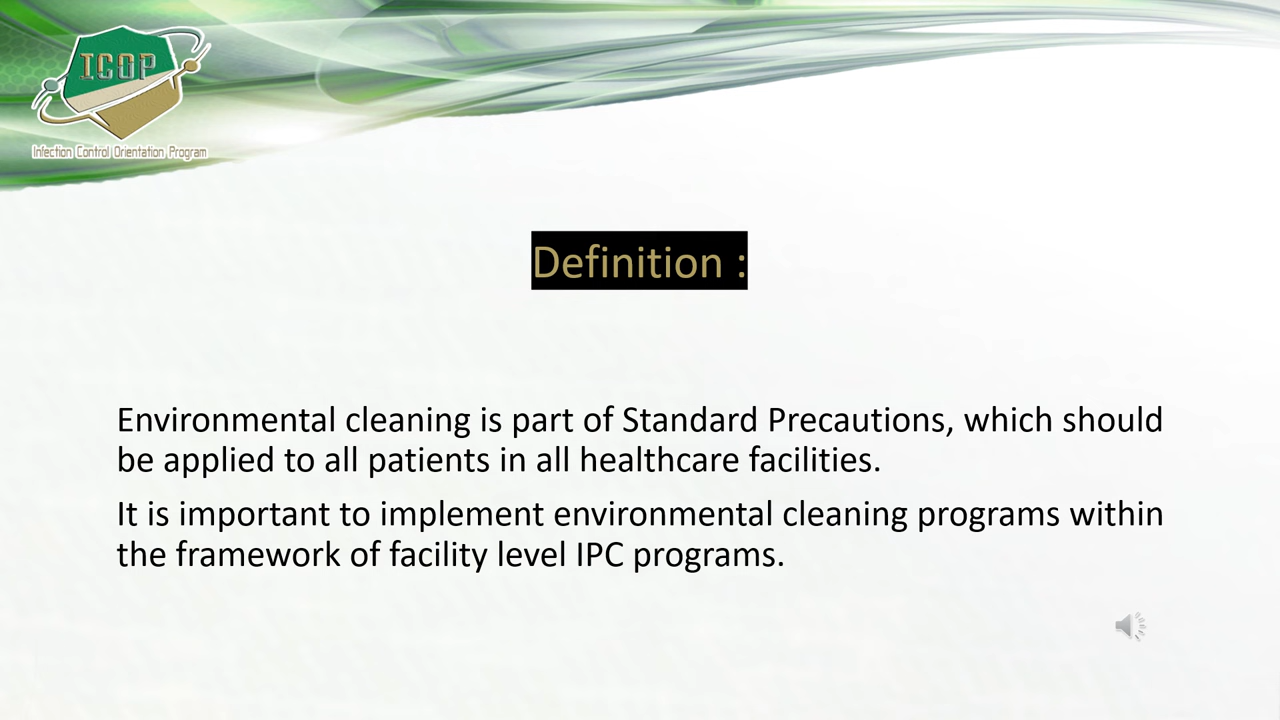 ICOP
Infection Control Orientation Program
Definition :
Environmental cleaning is part of Standard Precautions, which should
be applied to all patients in all healthcare facilities.
It is important to implement environmental cleaning programs within
the framework of facility level IPC programs.